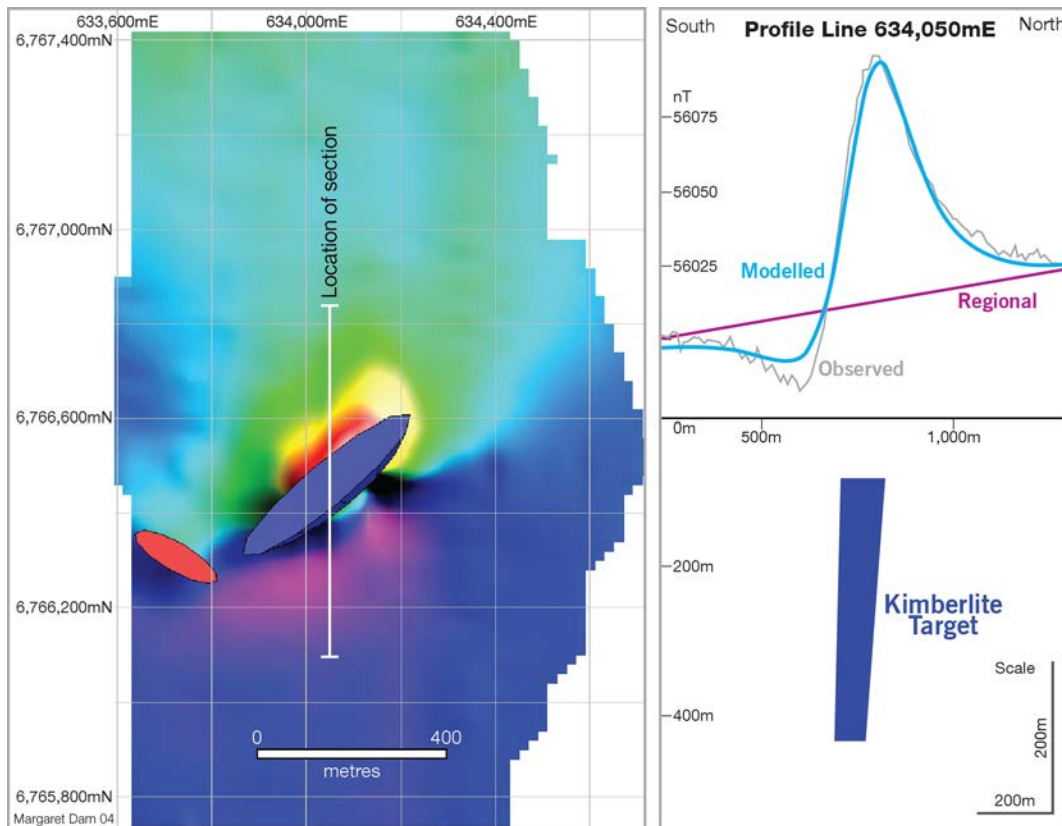 633,600mE 634,000mE 634,400mE
6,767,400mN
6,767,000mN
6,766,600mN
6,766,200mN
6,765,800mN
Location of section
0 400
metres
Margaret Dam 04
South Profile Line 634,050mE North
nT
56075
56050
56025
Modelled
Regional
Observed
0m 500m 1,000m
-200m
-400m
Kimberlite
Target
Scale
200m
200m